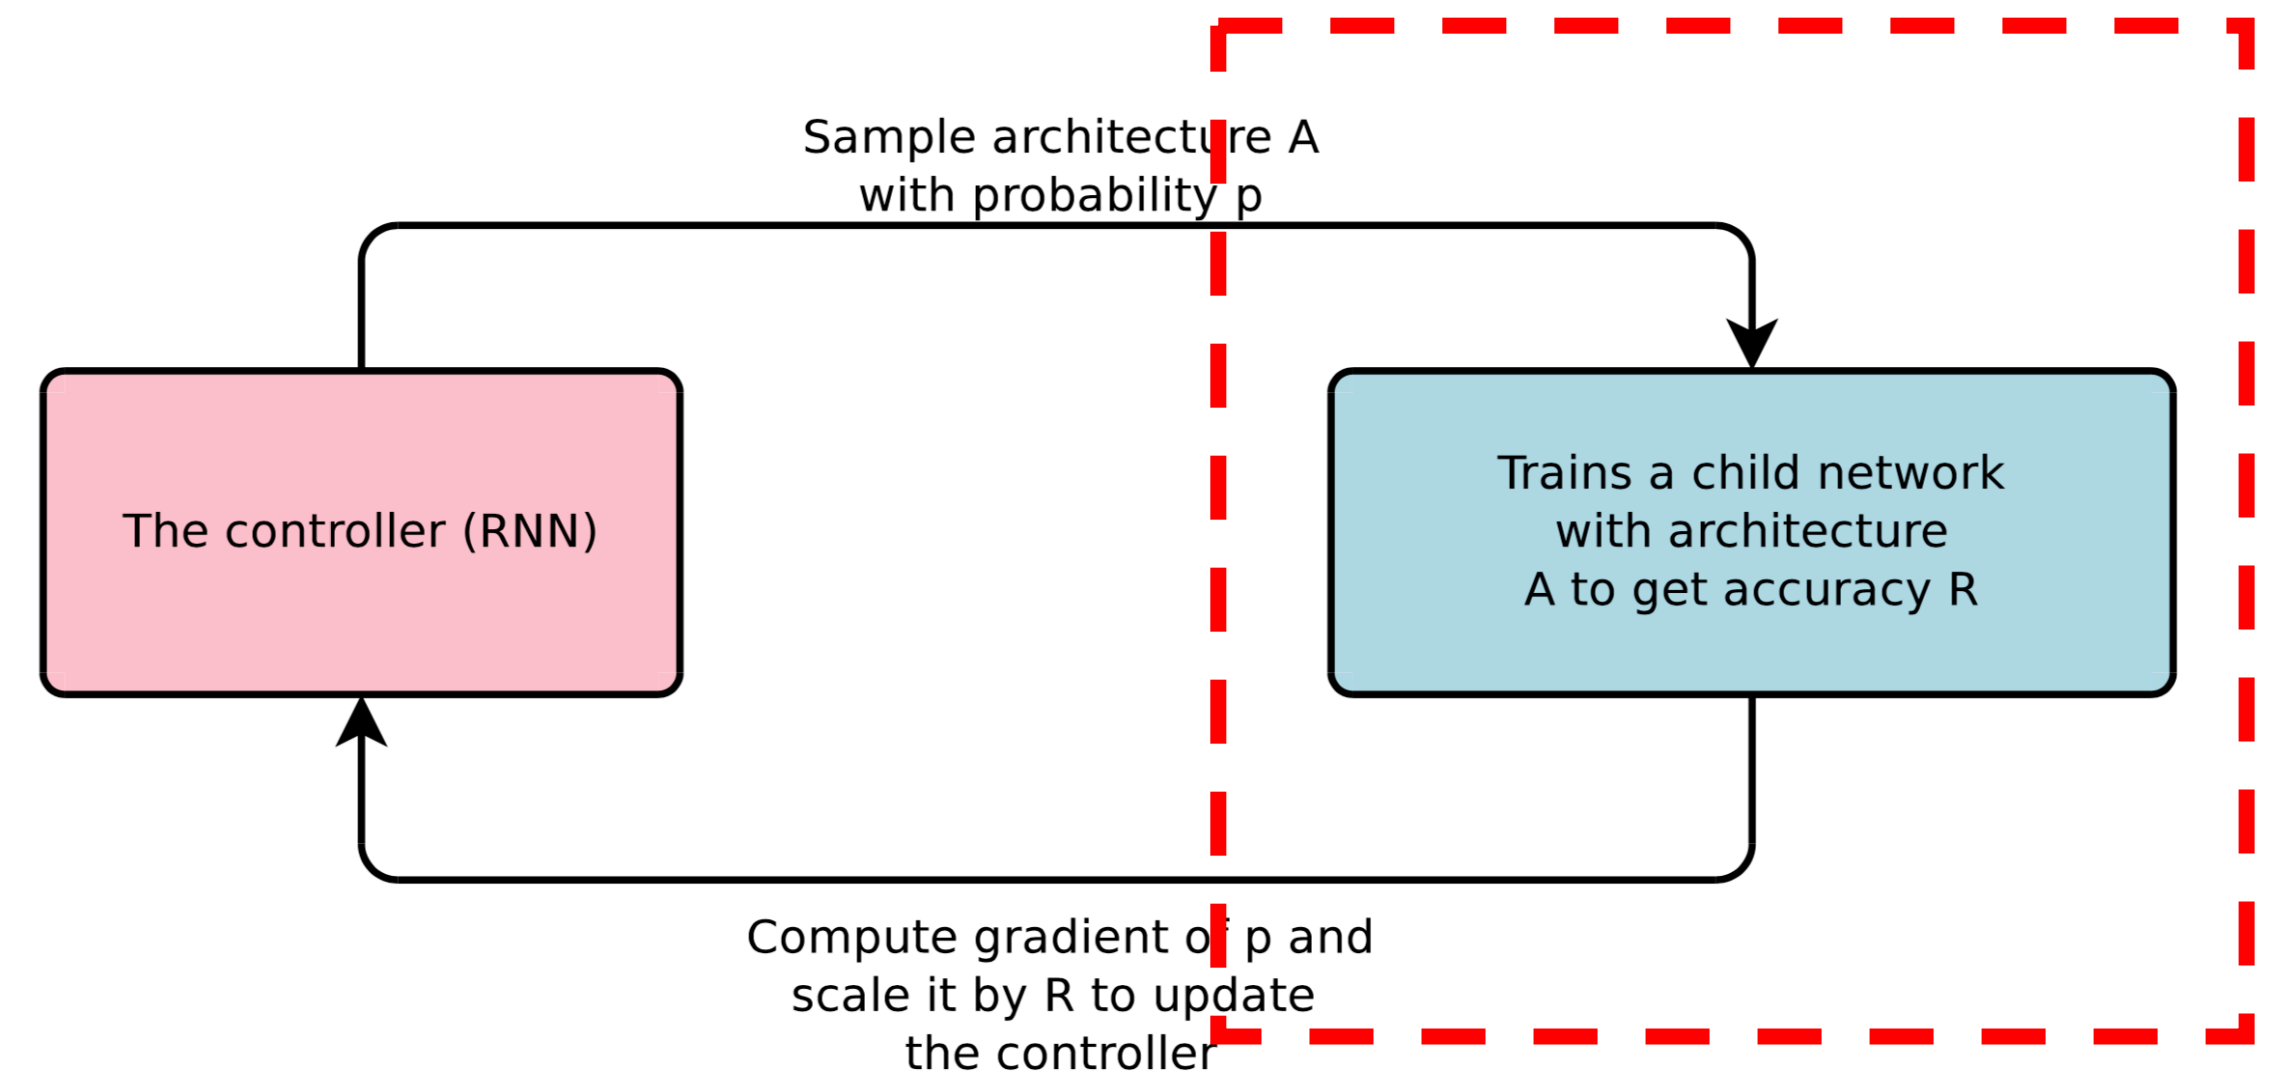 Sample architecture A
with probability p
The controller (RNN)
Trains a child network
with architecture
A to get accuracy R
Compute gradient of p and
scale it by R to update
the controller